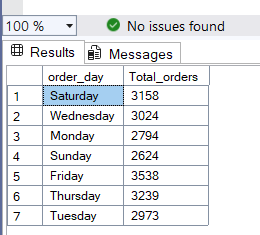 100 %
No issues found
Results Messages
order_day Total_orders
1 Saturday 3158
2 Wednesday 3024
3 Monday 2794
4 Sunday 2624
5 Friday 3538
6 Thursday 3239
7 Tuesday 2973